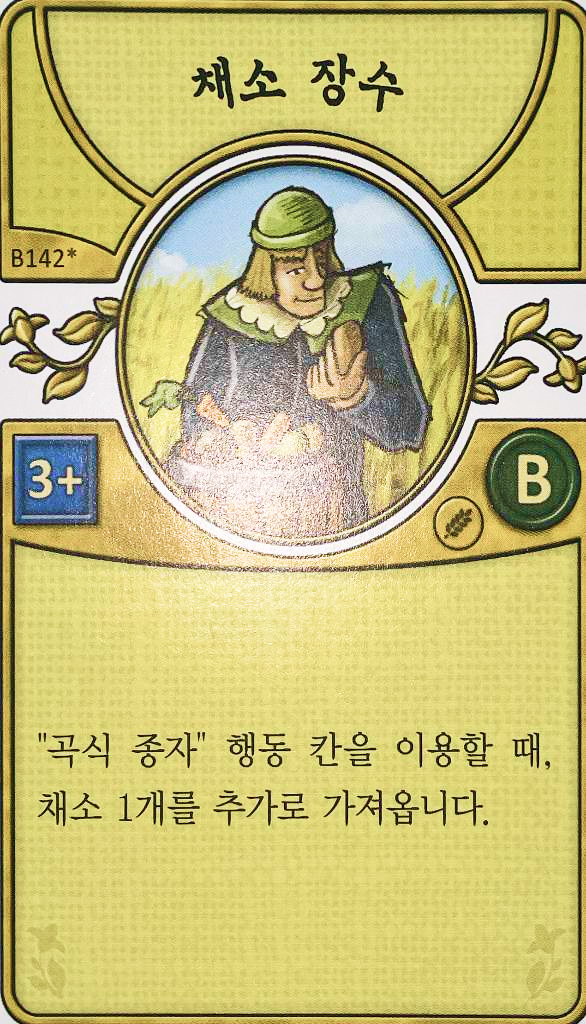 채소 장수
B142*
3+
B
"곡식 종자" 행동 칸을 이용할 때,
채소 1개를 추가로 가져옵니다.